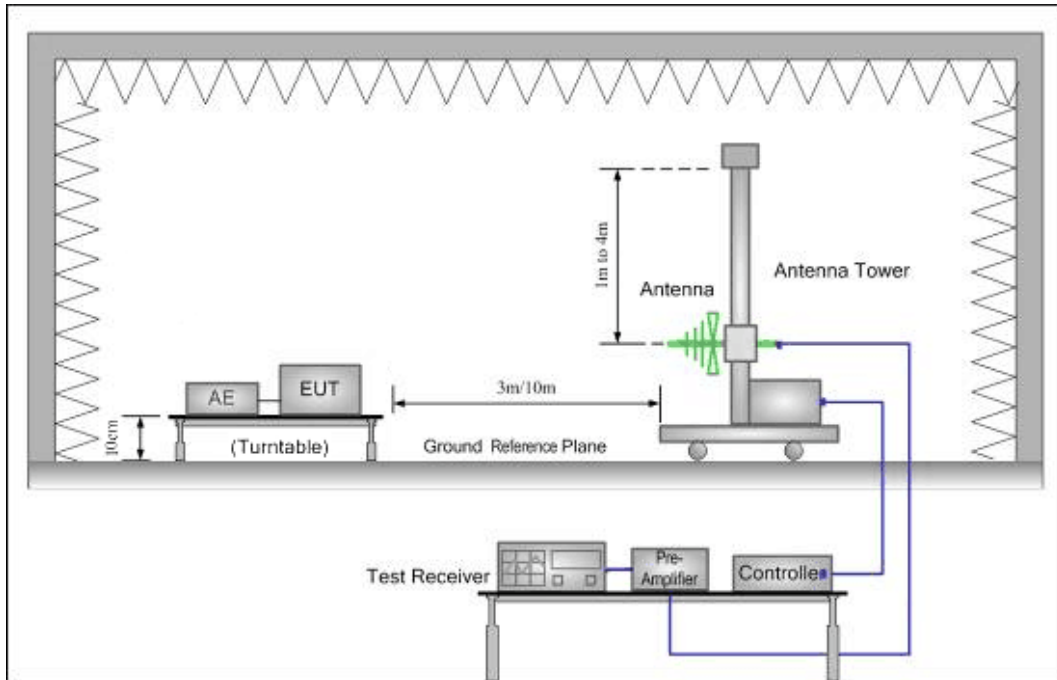 1m to 4m
Antenna
Antenna Tower
AE
EUT
3m/10m
10cm
(Turntable)
Ground Reference Plane
Test Receiver
Pre-
Amplifier
Controlle